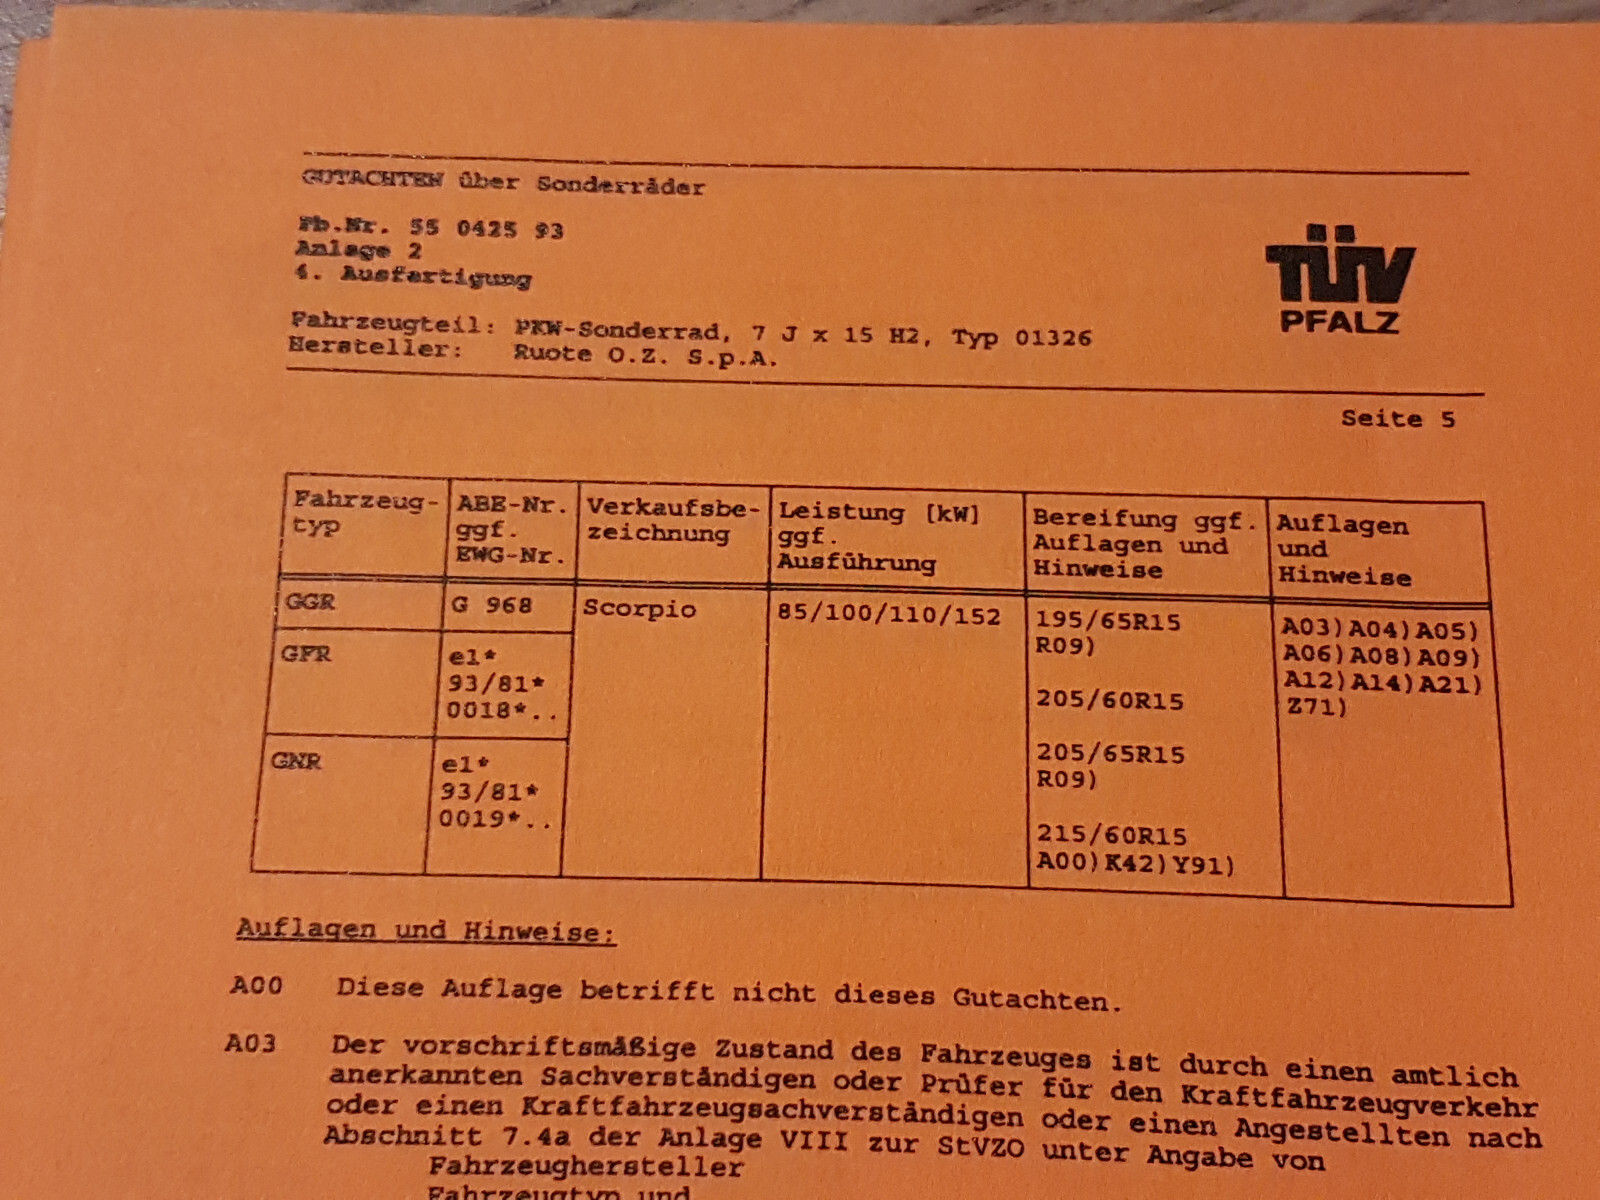 GUTACHTEN über Sonderräder
Fb.Nr. 55 0425 93
Anlage 2
4. Ausfertigung
TÜV
PFALZ
Fahrzeugteil: PKW-Sonderrad, 7 J x 15 H2, Typ 01326
Hersteller: Ruote O.Z. S.p.A.
Seite 5
Fahrzeug-
typ
ABE-Nr.
ggf.
EWG-Nr.
Verkaufsbe-
zeichnung
Leistung [kW]
ggf.
Ausführung
Bereifung ggf.
Auflagen und
Hinweise
Auflagen
und
Hinweise
GGR
G 968
Scorpio
85/100/110/152
195/65R15
R09)
205/60R15
205/65R15
R09)
215/60R15
A00)K42)Y91)
A03)A04)A05)
A06)A08)A09)
A12)A14)A21)
Z71)
GFR
e1*
93/81*
0018*..
GNR
e1*
93/81*
0019*..
Auflagen und Hinweise:
A00 Diese Auflage betrifft nicht dieses Gutachten.
A03 Der vorschriftsmäßige Zustand des Fahrzeuges ist durch einen amtlich
anerkannten Sachverständigen oder Prüfer für den Kraftfahrzeugverkehr
oder einen Kraftfahrzeugsachverständigen oder einen Angestellten nach
Abschnitt 7.4a der Anlage VIII zur StVZO unter Angabe von
Fahrzeughersteller
Fahrzeugtyp und